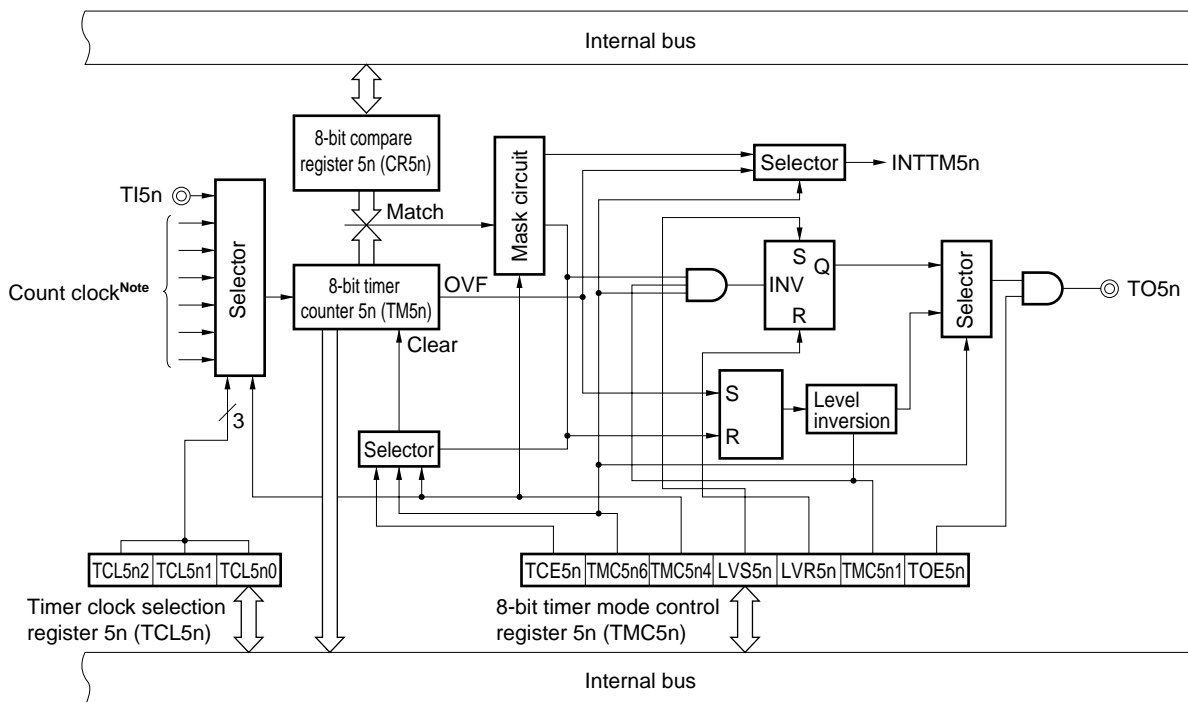 Internal bus
8-bit compare
register 5n (CR5n)
Mask circuit
Selector
INTTM5n
TI5n
Match
Selector
Count clockNote
8-bit timer
counter 5n (TM5n)
OVF
Clear
S
INV
Q
R
Selector
TO5n
S
R
Level
inversion
3
Selector
TCL5n2 TCL5n1 TCL5n0
TCE5n TMC5n6 TMC5n4 LVS5n LVR5n TMC5n1 TOE5n
Timer clock selection
register 5n (TCL5n)
8-bit timer mode control
register 5n (TMC5n)
Internal bus